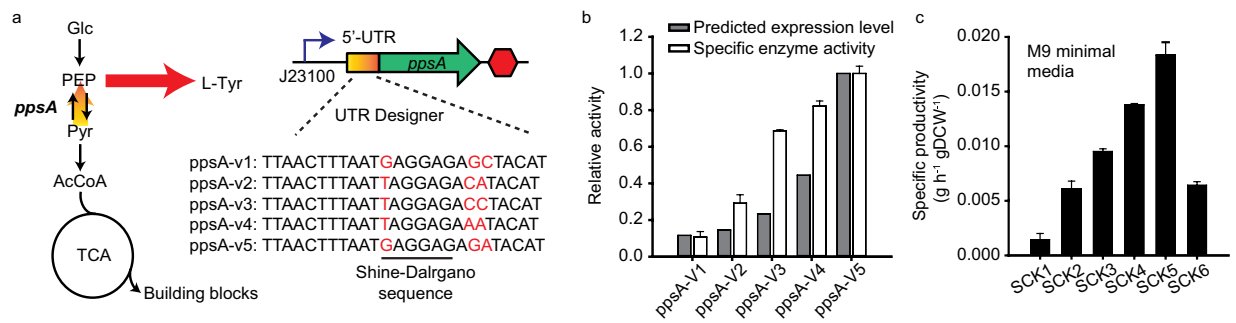 a
Glc
PEP
L-Tyr
ppsA
Pyr
AcCoA
TCA
Building blocks
5'-UTR
J23100
ppsA
UTR Designer
ppsA-v1: TTAACTTTAATGAGGAGAGCTACAT
ppsA-v2: TTAACTTTAATTAGGAGACATACAT
ppsA-v3: TTAACTTTAATTAGGAGACCTACAT
ppsA-v4: TTAACTTTAATTAGGAGAAATACAT
ppsA-v5: TTAACTTTAATGAGGAGAGATACAT
Shine-Dalrgano
sequence
b
Predicted expression level
Specific enzyme activity
Relative activity
1.2
1.0
0.8
0.6
0.4
0.2
0.0
ppsA-V1
ppsA-V2
ppsA-V3
ppsA-V4
ppsA-V5
c
M9 minimal
media
Specific productivity
(g h⁻¹ gDCW⁻¹)
0.020
0.015
0.010
0.005
0.000
SCK1
SCK2
SCK3
SCK4
SCK5
SCK6